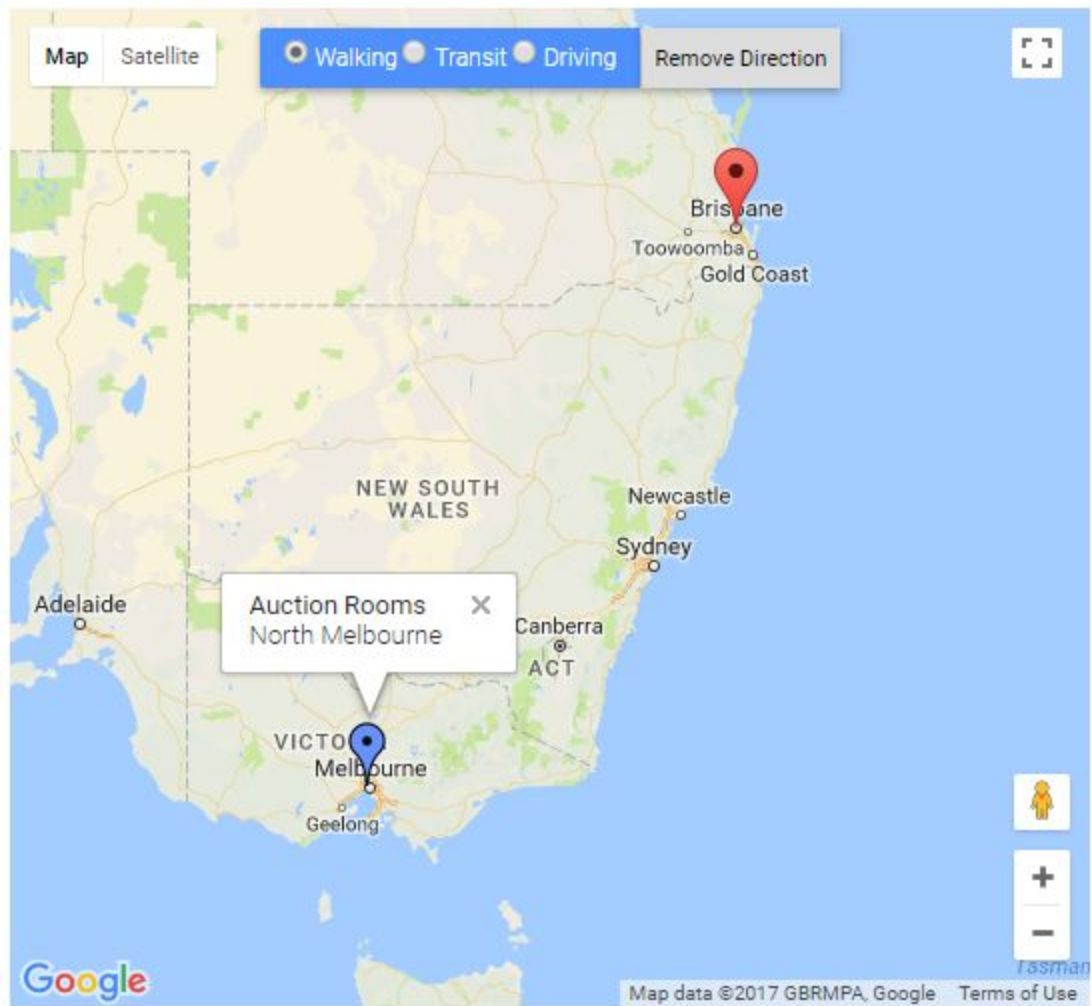 Map Satellite
Walking Transit Driving Remove Direction
Brisbane
Toowoomba
Gold Coast
NEW SOUTH
WALES
Newcastle
Sydney
Adelaide
Auction Rooms
North Melbourne
Canberra
ACT
Melbourne
Geelong
Google
Map data ©2017 GBRMPA, Google Terms of Use